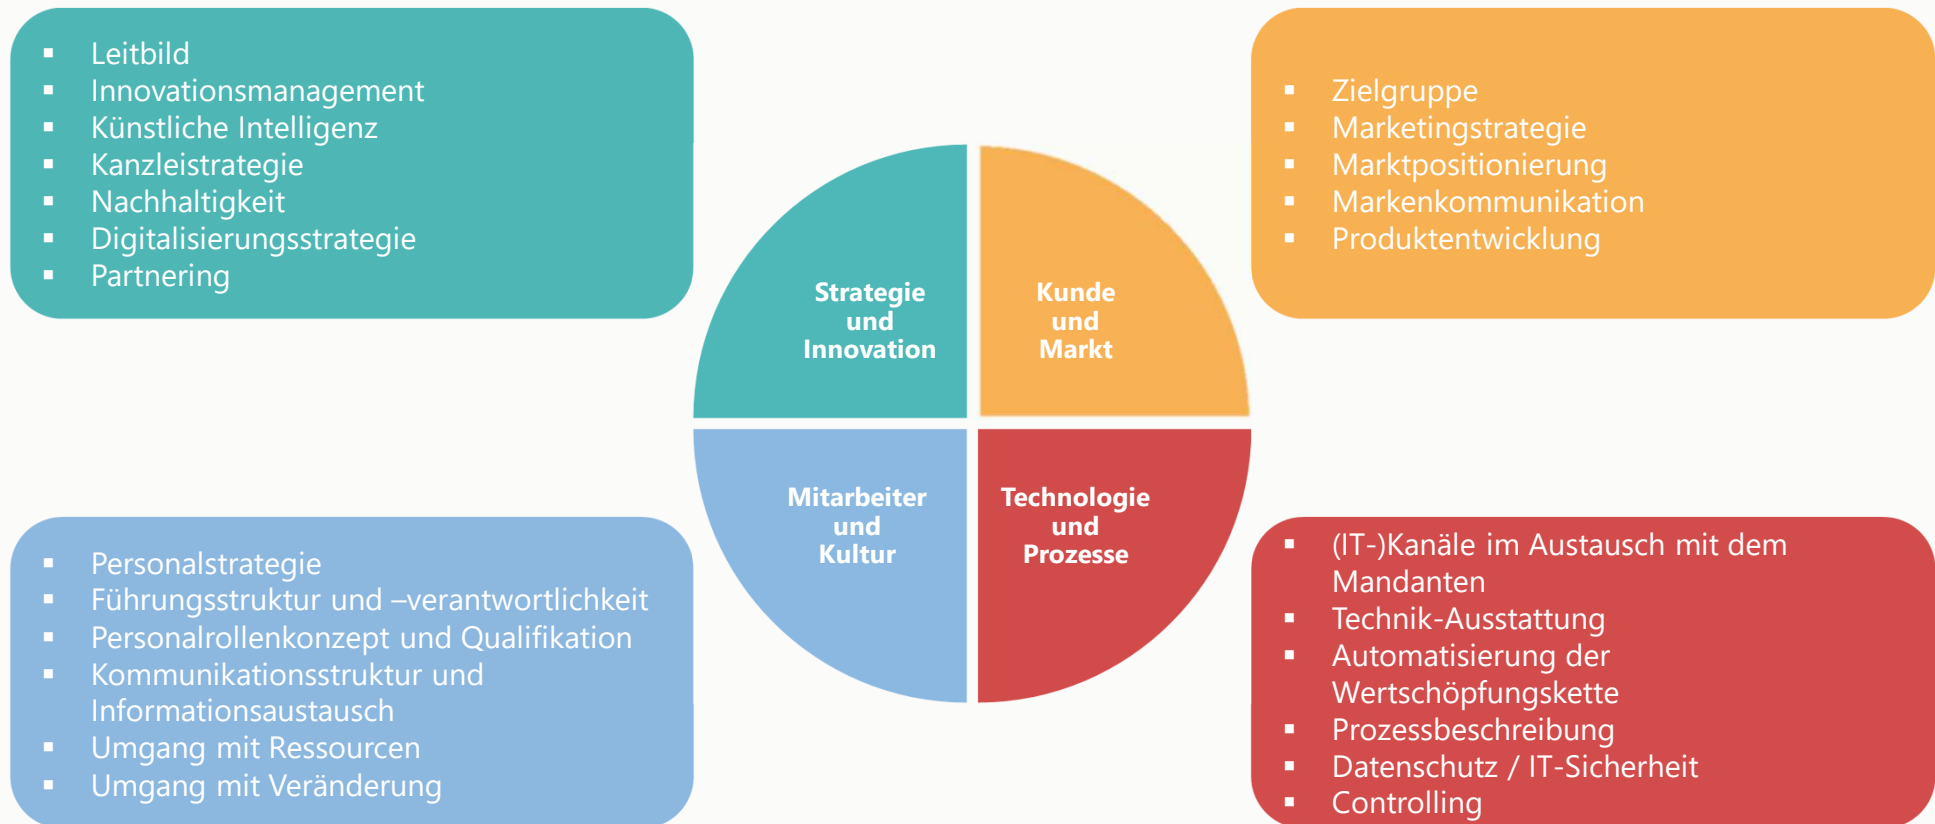 ▪ Leitbild
▪ Innovationsmanagement
▪ Künstliche Intelligenz
▪ Kanzleistrategie
▪ Nachhaltigkeit
▪ Digitalisierungsstrategie
▪ Partnering
▪ Zielgruppe
▪ Marketingstrategie
▪ Marktpositionierung
▪ Markenkommunikation
▪ Produktentwicklung
Strategie
und
Innovation
Kunde
und
Markt
Mitarbeiter
und
Kultur
Technologie
und
Prozesse
▪ Personalstrategie
▪ Führungsstruktur und –verantwortlichkeit
▪ Personalrollenkonzept und Qualifikation
▪ Kommunikationsstruktur und
Informationsaustausch
▪ Umgang mit Ressourcen
▪ Umgang mit Veränderung
▪ (IT-)Kanäle im Austausch mit dem
Mandanten
▪ Technik-Ausstattung
▪ Automatisierung der
Wertschöpfungskette
▪ Prozessbeschreibung
▪ Datenschutz / IT-Sicherheit
▪ Controlling